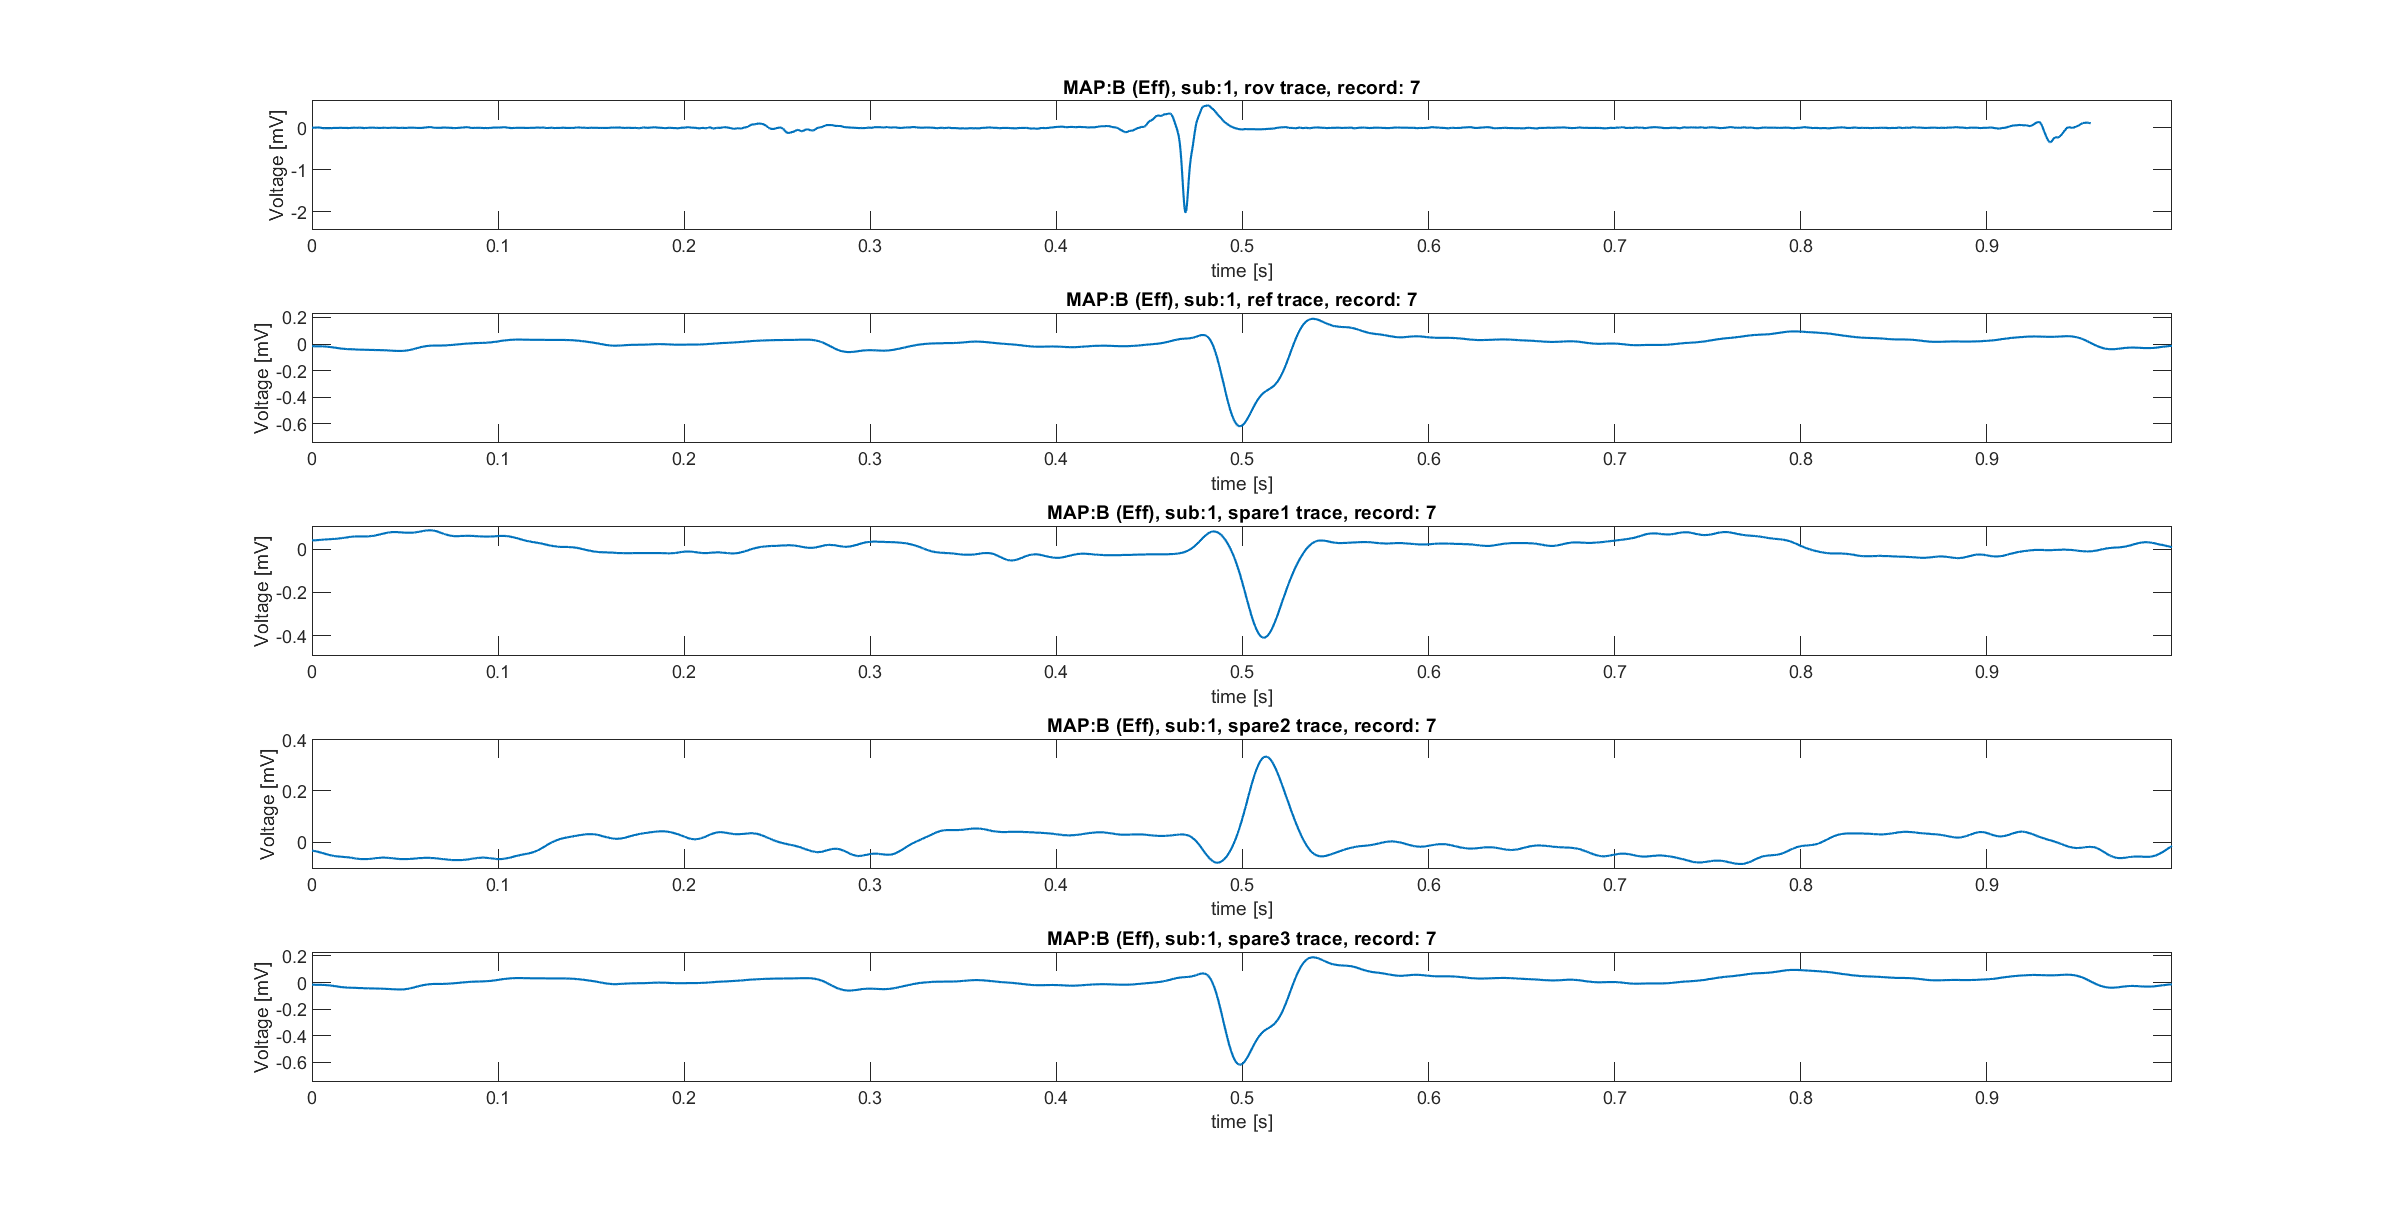 MAP:B (Eff), sub:1, rov trace, record: 7
Voltage [mV]
0
-1
-2
0 0.1 0.2 0.3 0.4 0.5 0.6 0.7 0.8 0.9
time [s]
MAP:B (Eff), sub:1, ref trace, record: 7
Voltage [mV]
0.2
0
-0.2
-0.4
-0.6
0 0.1 0.2 0.3 0.4 0.5 0.6 0.7 0.8 0.9
time [s]
MAP:B (Eff), sub:1, spare1 trace, record: 7
Voltage [mV]
0
-0.2
-0.4
0 0.1 0.2 0.3 0.4 0.5 0.6 0.7 0.8 0.9
time [s]
MAP:B (Eff), sub:1, spare2 trace, record: 7
Voltage [mV]
0.4
0.2
0
0 0.1 0.2 0.3 0.4 0.5 0.6 0.7 0.8 0.9
time [s]
MAP:B (Eff), sub:1, spare3 trace, record: 7
Voltage [mV]
0.2
0
-0.2
-0.4
-0.6
0 0.1 0.2 0.3 0.4 0.5 0.6 0.7 0.8 0.9
time [s]